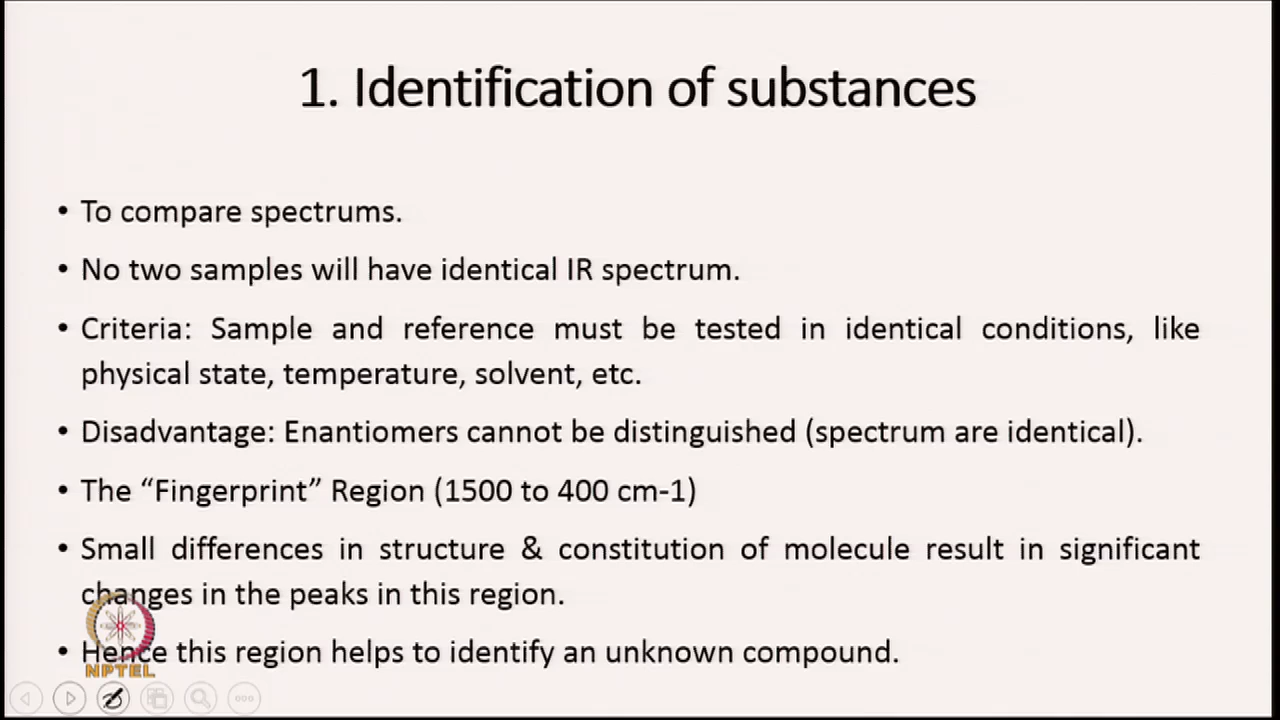 1. Identification of substances
• To compare spectrums.
• No two samples will have identical IR spectrum.
• Criteria: Sample and reference must be tested in identical conditions, like
physical state, temperature, solvent, etc.
• Disadvantage: Enantiomers cannot be distinguished (spectrum are identical).
• The “Fingerprint” Region (1500 to 400 cm-1)
• Small differences in structure & constitution of molecule result in significant
changes in the peaks in this region.
• Hence this region helps to identify an unknown compound.
NPTEL